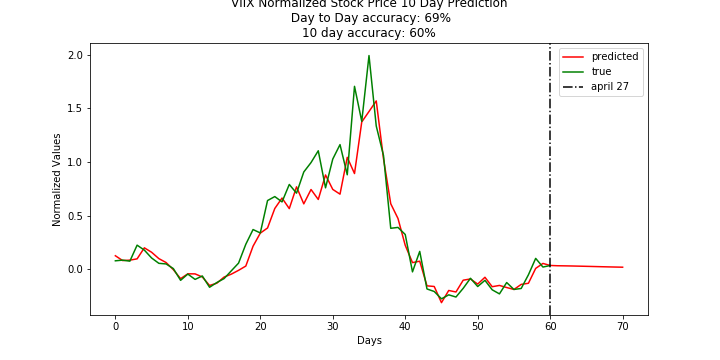 VIIX Normalized Stock Price 10 Day Prediction
Day to Day accuracy: 69%
10 day accuracy: 60%
predicted
true
april 27
Normalized Values
2.0
1.5
1.0
0.5
0.0
0 10 20 30 40 50 60 70
Days